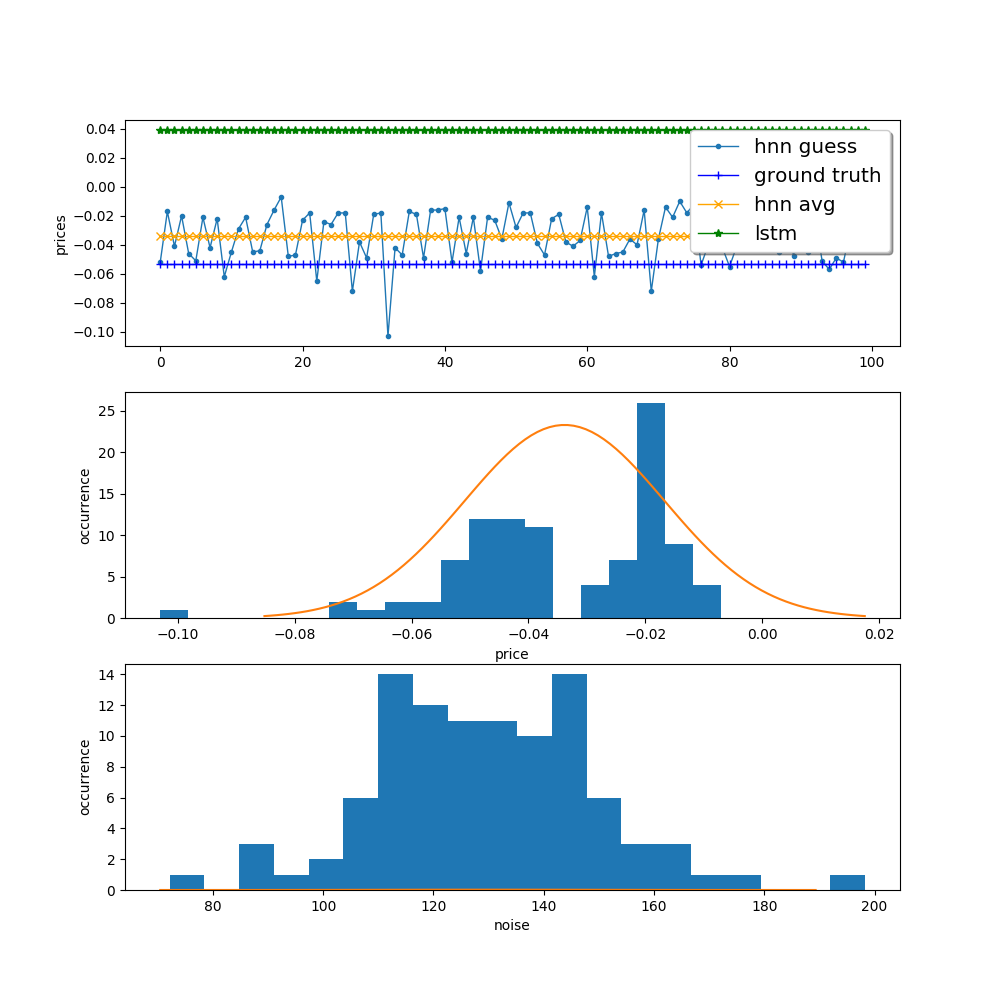 0.04
0.02
0.00
−0.02
−0.04
−0.06
−0.08
−0.10
prices
hnn guess
ground truth
hnn avg
lstm
0 20 40 60 80 100
25
20
15
10
5
0
occurrence
−0.10 −0.08 −0.06 −0.04 −0.02 0.00 0.02
price
14
12
10
8
6
4
2
0
occurrence
80 100 120 140 160 180 200
noise